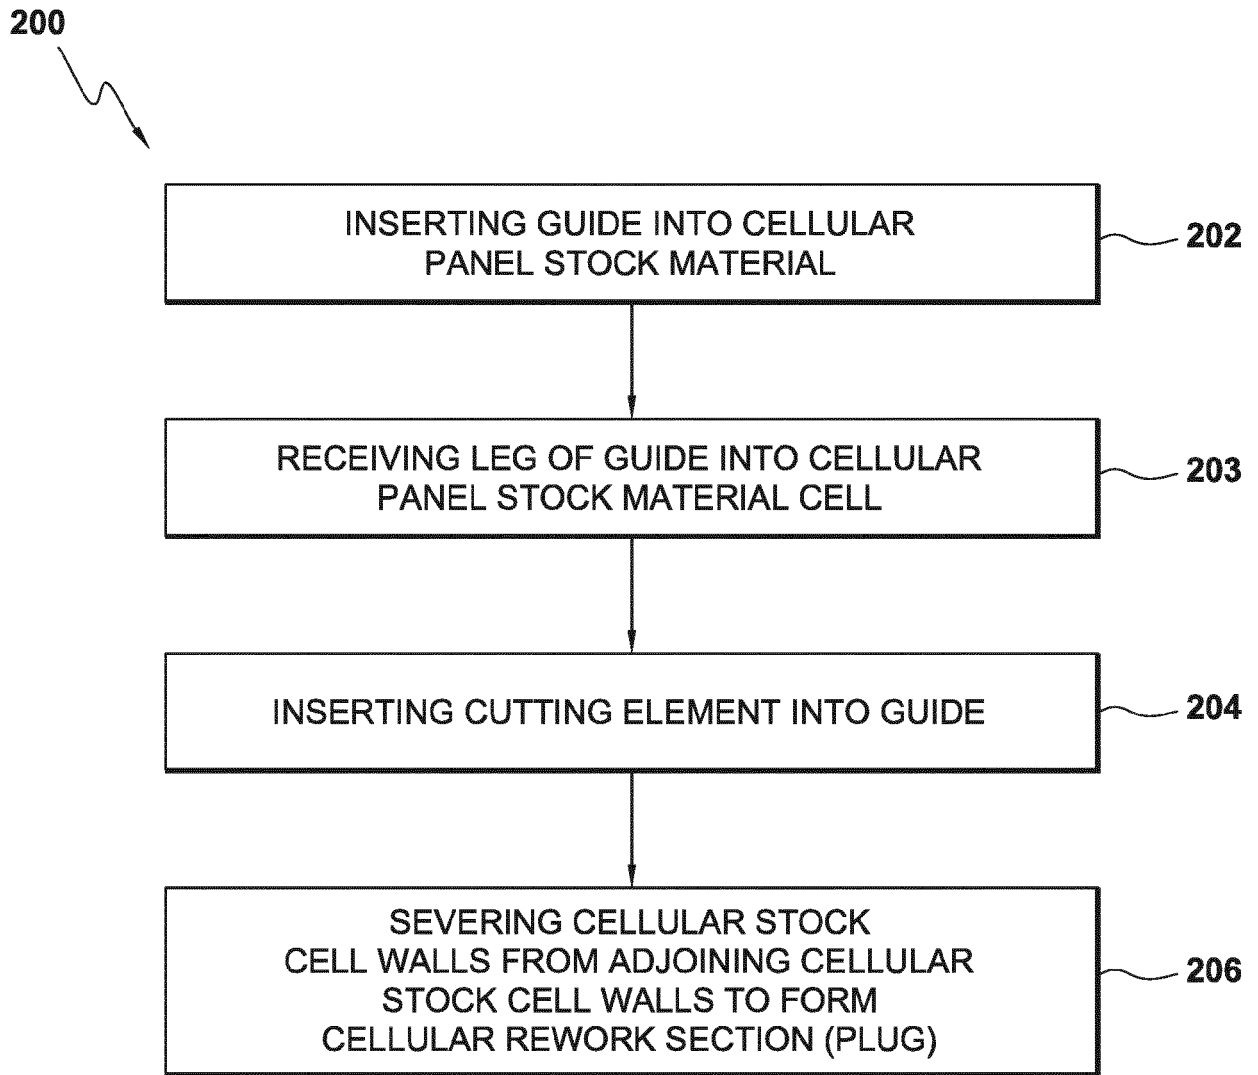 200
INSERTING GUIDE INTO CELLULAR
PANEL STOCK MATERIAL
202
RECEIVING LEG OF GUIDE INTO CELLULAR
PANEL STOCK MATERIAL CELL
203
INSERTING CUTTING ELEMENT INTO GUIDE
204
SEVERING CELLULAR STOCK
CELL WALLS FROM ADJOINING CELLULAR
STOCK CELL WALLS TO FORM
CELLULAR REWORK SECTION (PLUG)
206